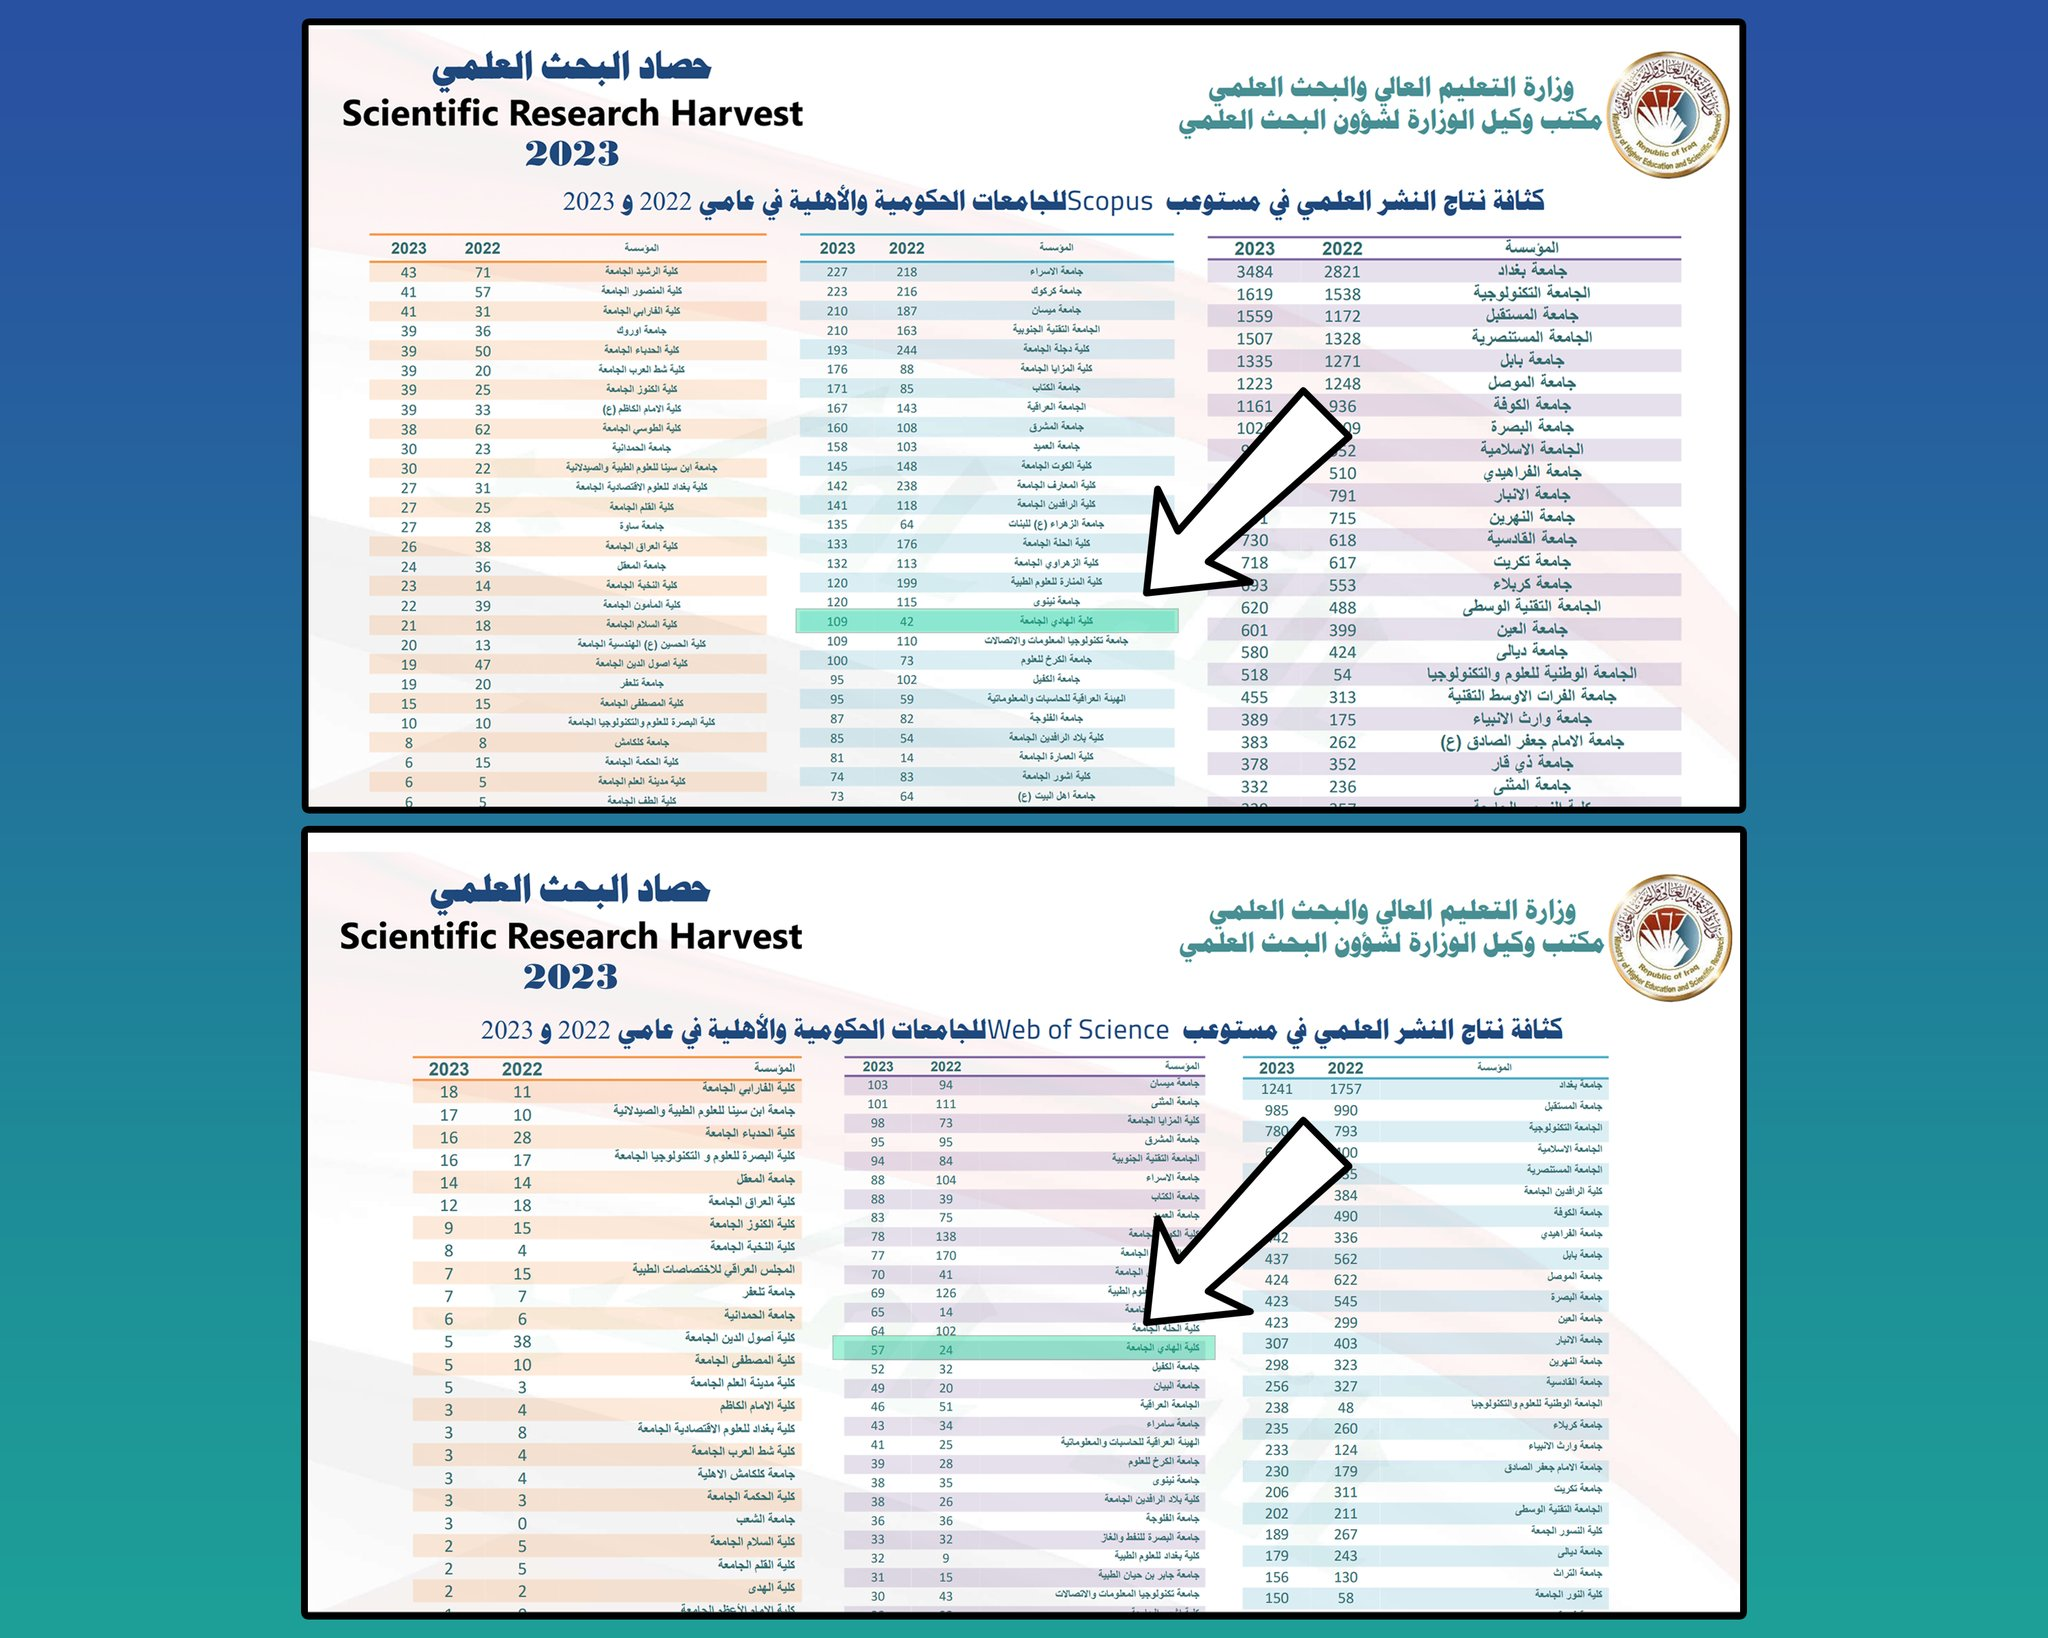 حصاد البحث العلمي
Scientific Research Harvest
2023
وزارة التعليم العالي والبحث العلمي
مكتب وكيل الوزارة لشؤون البحث العلمي
Republic of Iraq
Ministry of Higher Education and Scientific Research
كثافة نتاج النشر العلمي في مستوعب Scopus للجامعات الحكومية والأهلية في عامي 2022 و 2023
المؤسسة 2022 2023
جامعة بغداد 2821 3484
الجامعة التكنولوجية 1538 1619
جامعة المستقبل 1172 1559
الجامعة المستنصرية 1328 1507
جامعة بابل 1271 1335
جامعة الموصل 1248 1223
جامعة الكوفة 936 1161
جامعة البصرة
الجامعة الاسلامية
جامعة الفراهيدي 510
جامعة الانبار 791
جامعة النهرين 715
جامعة القادسية 618 730
جامعة تكريت 617 718
جامعة كربلاء 553 693
الجامعة التقنية الوسطى 488 620
جامعة العين 399 601
جامعة ديالى 424 580
الجامعة الوطنية للعلوم والتكنولوجيا 54 518
جامعة الفرات الاوسط التقنية 313 455
جامعة وارث الانبياء 175 389
جامعة الامام جعفر الصادق (ع) 262 383
جامعة ذي قار 352 378
جامعة المثنى 236 332
المؤسسة 2022 2023
جامعة الاسراء 218 227
جامعة كركوك 216 223
جامعة ميسان 187 210
الجامعة التقنية الجنوبية 163 210
كلية دجلة الجامعة 244 193
كلية المزايا الجامعة 88 176
جامعة الكتاب 85 171
الجامعة العراقية 143 167
جامعة المشرق 108 160
جامعة العميد 103 158
كلية الكوت الجامعة 148 145
كلية المعارف الجامعة 238 142
كلية الرافدين الجامعة 118 141
جامعة الزهراء (ع) للبنات 64 135
كلية الحلة الجامعة 176 133
كلية الزهراوي الجامعة 113 132
كلية المنارة للعلوم الطبية 199 120
جامعة نينوى 115 120
كلية الهادي الجامعة 42 109
جامعة تكنولوجيا المعلومات والاتصالات 110 109
جامعة الكرخ للعلوم 73 100
جامعة الكفيل 102 95
الهيئة العراقية للحاسبات والمعلوماتية 59 95
جامعة الفلوجة 82 87
كلية بلاد الرافدين الجامعة 54 85
كلية العمارة الجامعة 14 81
كلية اشور الجامعة 83 74
جامعة اهل البيت (ع) 64 73
المؤسسة 2022 2023
كلية الرشيد الجامعة 71 43
كلية المنصور الجامعة 57 41
كلية الفارابي الجامعة 31 41
جامعة اوروك 36 39
كلية الحدباء الجامعة 50 39
كلية شط العرب الجامعة 20 39
كلية الكنوز الجامعة 25 39
كلية الامام الكاظم (ع) 33 39
كلية الطوسي الجامعة 62 38
جامعة الحمدانية 23 30
جامعة ابن سينا للعلوم الطبية والصيدلانية 22 30
كلية بغداد للعلوم الاقتصادية الجامعة 31 27
كلية القلم الجامعة 25 27
جامعة ساوة 28 27
كلية العراق الجامعة 38 26
جامعة المعقل 36 24
كلية النخبة الجامعة 14 23
كلية المأمون الجامعة 39 22
كلية السلام الجامعة 18 21
كلية الحسين (ع) الهندسية الجامعة 13 20
كلية اصول الدين الجامعة 47 19
جامعة تلعفر 20 19
كلية المصطفى الجامعة 15 15
كلية البصرة للعلوم والتكنولوجيا الجامعة 10 10
جامعة كلكامش 8 8
كلية الحكمة الجامعة 15 6
كلية مدينة العلم الجامعة 5 6
كلية الطف الجامعة 5 6
حصاد البحث العلمي
Scientific Research Harvest
2023
وزارة التعليم العالي والبحث العلمي
مكتب وكيل الوزارة لشؤون البحث العلمي
Republic of Iraq
Ministry of Higher Education and Scientific Research
كثافة نتاج النشر العلمي في مستوعب Web of Science للجامعات الحكومية والأهلية في عامي 2022 و 2023
المؤسسة 2022 2023
جامعة بغداد 1757 1241
جامعة المستقبل 990 985
الجامعة التكنولوجية 793 780
الجامعة الاسلامية
الجامعة المستنصرية
كلية الرافدين الجامعة 384
جامعة الكوفة 490
جامعة الفراهيدي 336
جامعة بابل 562 437
جامعة الموصل 622 424
جامعة البصرة 545 423
جامعة العين 299 423
جامعة الانبار 403 307
جامعة النهرين 323 298
جامعة القادسية 327 256
الجامعة الوطنية للعلوم والتكنولوجيا 48 238
جامعة كربلاء 260 235
جامعة وارث الانبياء 124 233
جامعة الامام جعفر الصادق 179 230
جامعة تكريت 311 206
الجامعة التقنية الوسطى 211 202
كلية النسور الجمعة 267 189
جامعة ديالى 243 179
جامعة التراث 130 156
كلية النور الجامعة 58 150
المؤسسة 2022 2023
جامعة ميسان 94 103
جامعة المثنى 111 101
كلية المزايا الجامعة 73 98
جامعة المشرق 95 95
الجامعة التقنية الجنوبية 84 94
جامعة الاسراء 104 88
جامعة الكتاب 39 88
جامعة العميد 75 83
الجامعة 138 78
الجامعة 170 77
الجامعة 41 70
الطبية 126 69
14 65
كلية الحلة الجامعة 102 64
كلية الهادي الجامعة 24 57
جامعة الكفيل 32 52
جامعة البيان 20 49
الجامعة العراقية 51 46
جامعة سامراء 34 43
الهيئة العراقية للحاسبات والمعلوماتية 25 41
جامعة الكرخ للعلوم 28 39
جامعة نينوى 35 38
كلية بلاد الرافدين الجامعة 26 38
جامعة الفلوجة 36 36
جامعة البصرة للنفط والغاز 32 33
كلية بغداد للعلوم الطبية 9 32
جامعة جابر بن حيان الطبية 15 31
جامعة تكنولوجيا المعلومات والاتصالات 43 30
المؤسسة 2022 2023
كلية الفارابي الجامعة 11 18
جامعة ابن سينا للعلوم الطبية والصيدلانية 10 17
كلية الحدباء الجامعة 28 16
كلية البصرة للعلوم و التكنولوجيا الجامعة 17 16
جامعة المعقل 14 14
كلية العراق الجامعة 18 12
كلية الكنوز الجامعة 15 9
كلية النخبة الجامعة 4 8
المجلس العراقي للاختصاصات الطبية 15 7
جامعة تلعفر 7 7
جامعة الحمدانية 6 6
كلية أصول الدين الجامعة 38 5
كلية المصطفى الجامعة 10 5
كلية مدينة العلم الجامعة 3 5
كلية الامام الكاظم 4 3
كلية بغداد للعلوم الاقتصادية الجامعة 8 3
كلية شط العرب الجامعة 4 3
جامعة كلكامش الاهلية 4 3
كلية الحكمة الجامعة 3 3
جامعة الشعب 0 3
كلية السلام الجامعة 5 2
كلية القلم الجامعة 5 2
كلية الهدى 2 2
كلية الامام الأعظم الجامعة